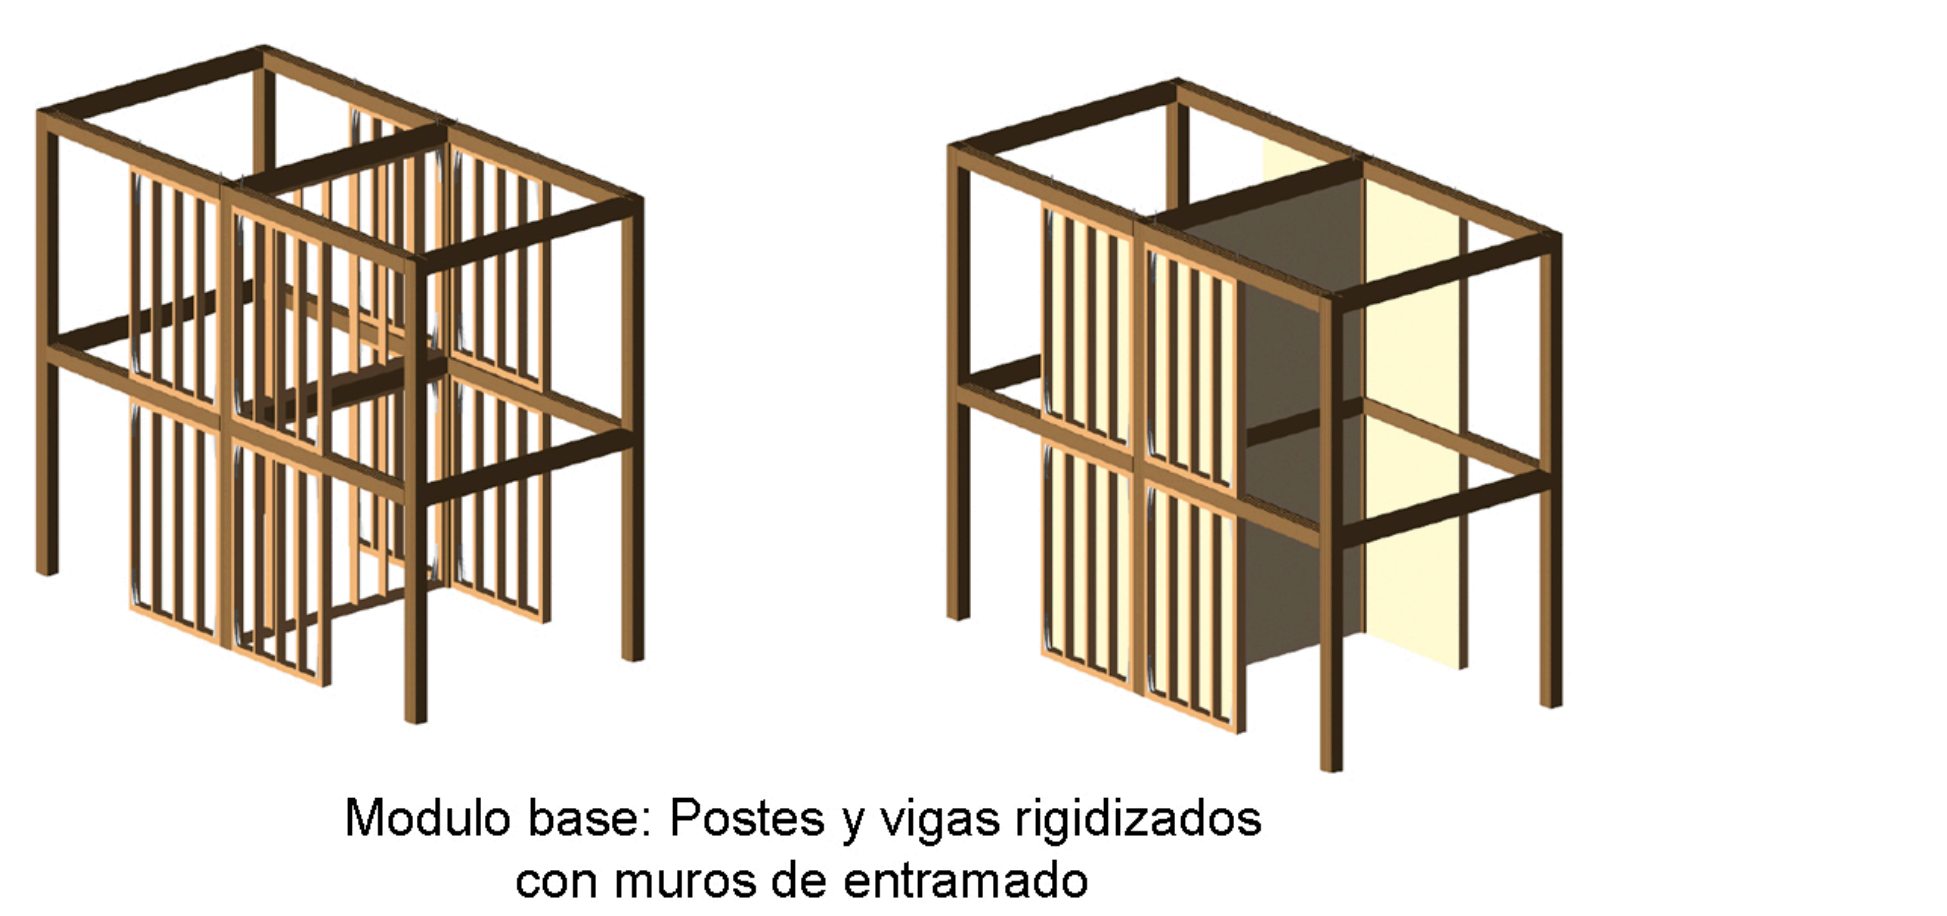 Modulo base: Postes y vigas rigidizados
con muros de entramado